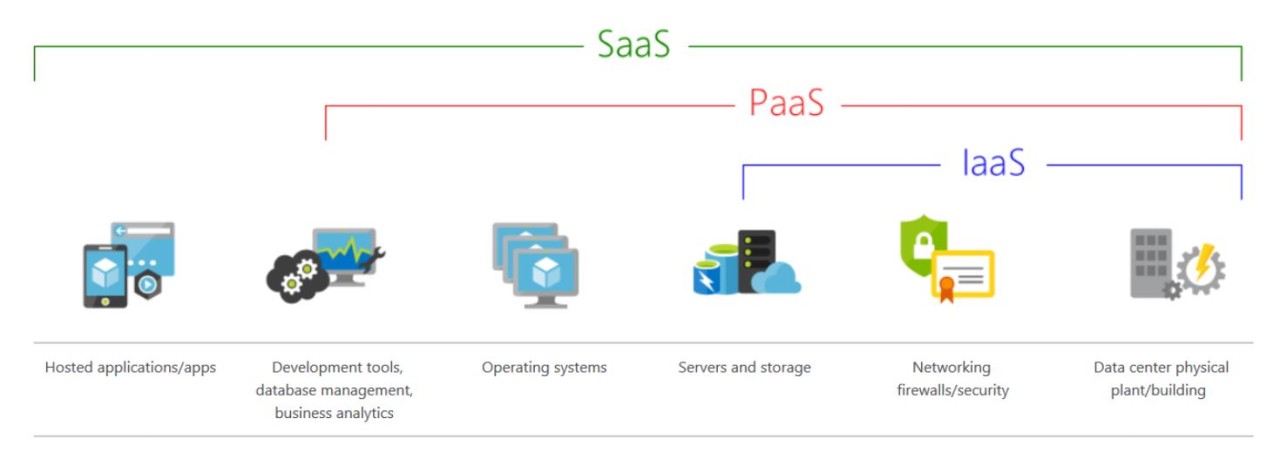 SaaS
PaaS
IaaS
Hosted applications/apps
Development tools,
database management,
business analytics
Operating systems
Servers and storage
Networking
firewalls/security
Data center physical
plant/building